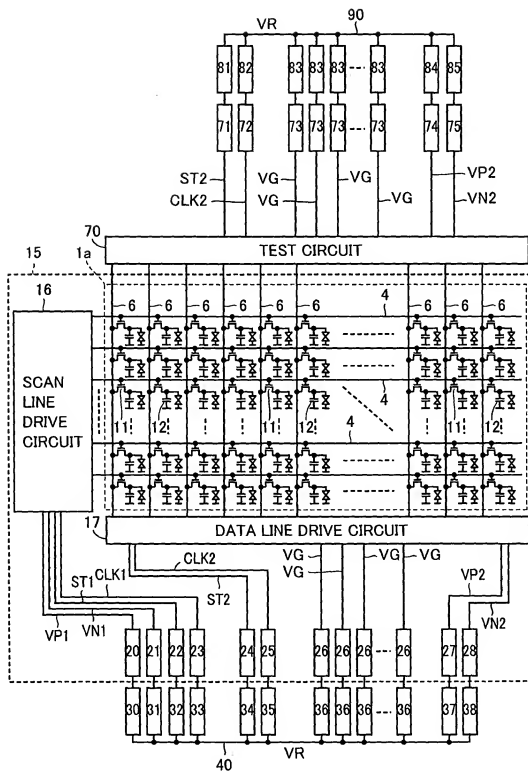 VR 90
81 82 83 83 83 83 84 85
71 72 73 73 73 73 74 75
ST2 VG VG VP2
CLK2 VG VG VN2
70
TEST CIRCUIT
15 1a
16
6 6 6 6 6 6 4 6 6 6
SCAN
LINE
DRIVE
CIRCUIT
4
11 12 11 12 11 12
4
17
DATA LINE DRIVE CIRCUIT
CLK2 VG VG VG
CLK1 VG VP2
ST1 ST2
VN1 VN2
VP1
20 21 22 23 24 25 26 26 26 26 27 28
30 31 32 33 34 35 36 36 36 36 37 38
40 VR